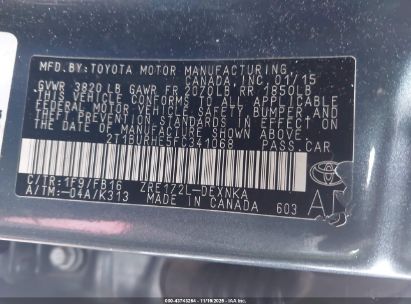 MFD.BY:TOYOTA MOTOR MANUFACTURING
CANADA INC.01/15
GVWR 3820LB GAWR FR 2070LB RR 1850LB
THIS VEHICLE CONFORMS TO ALL APPLICABLE
FEDERAL MOTOR VEHICLE SAFETY, BUMPER, AND
THEFT PREVENTION STANDARDS IN EFFECT ON
THE DATE OF MANUFACTURE SHOWN ABOVE.
2T1BURHE5FC341068 PASS.CAR
C/TR:1F9/FB16 ZRE172L-DEXNKA
A/TM:-04A/K313 MADE IN CANADA 603
TOYOTA